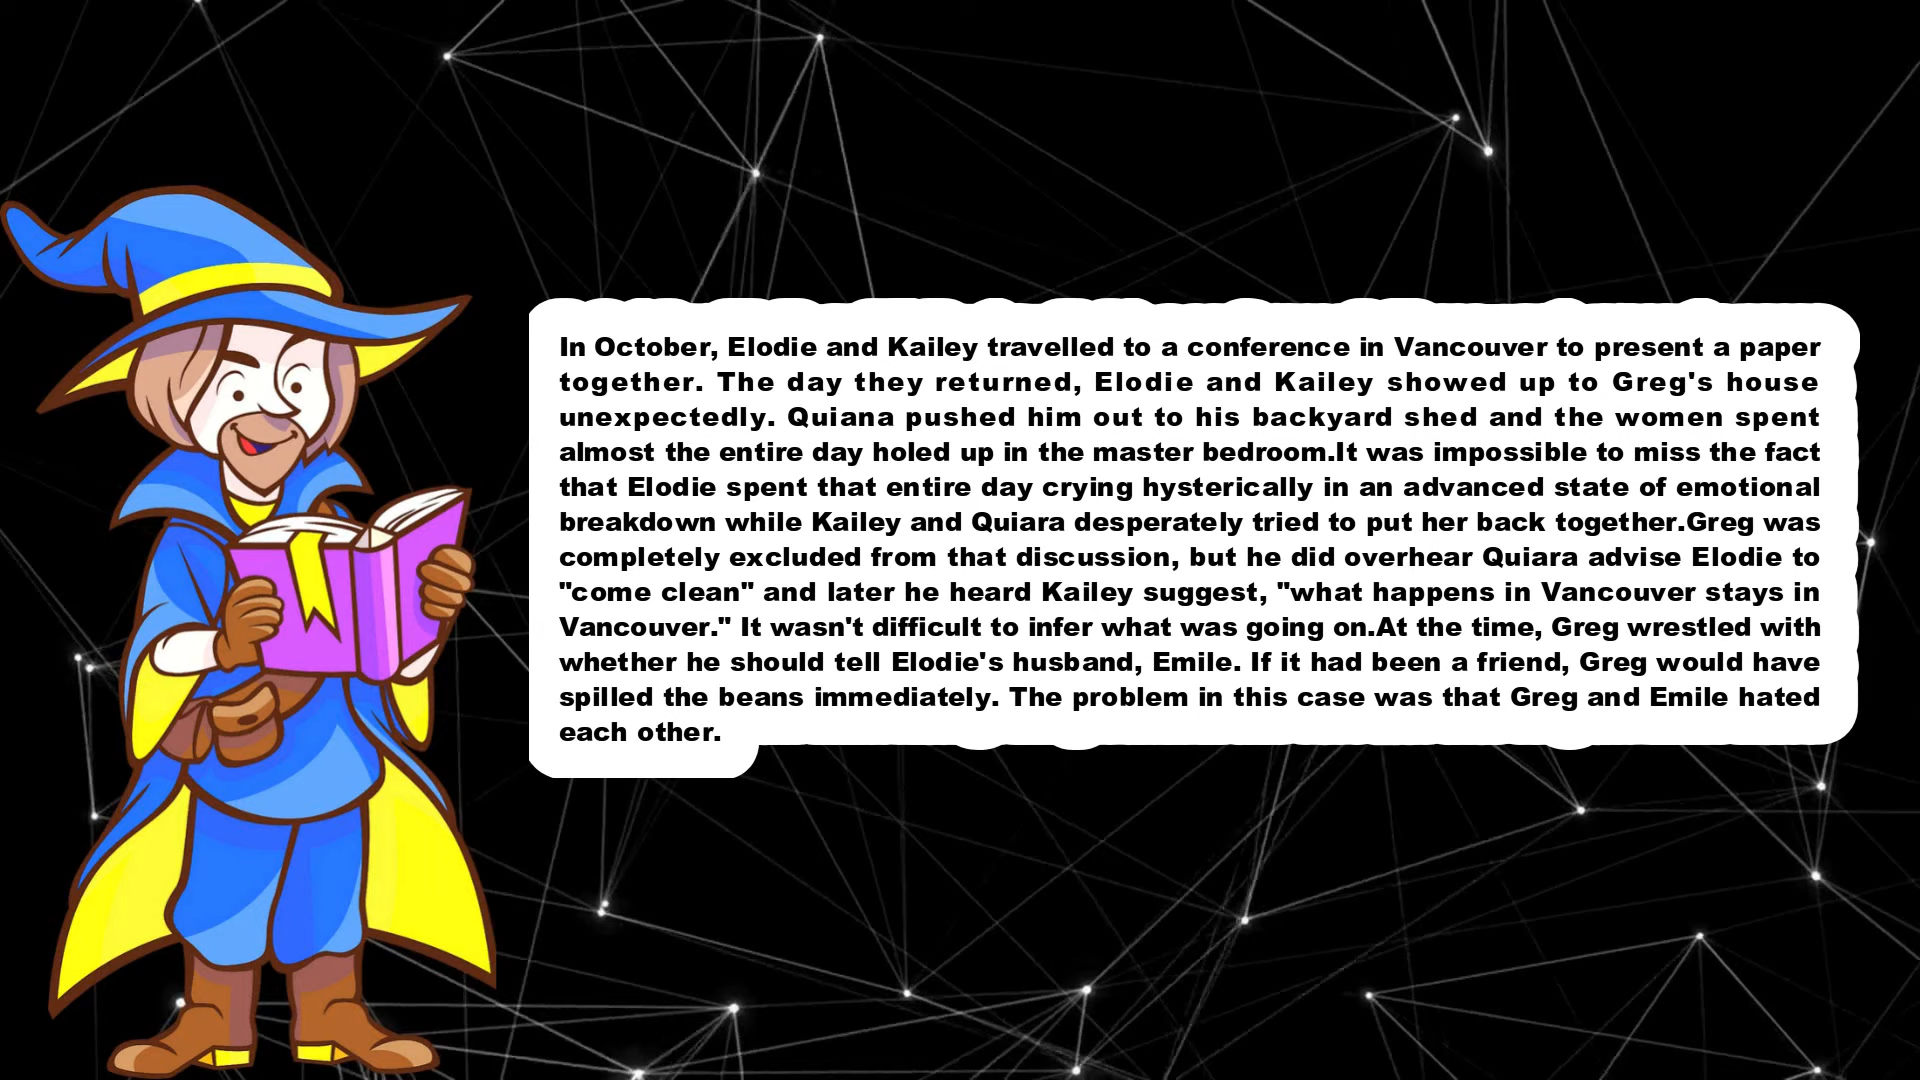 In October, Elodie and Kailey travelled to a conference in Vancouver to present a paper
together. The day they returned, Elodie and Kailey showed up to Greg's house
unexpectedly. Quiana pushed him out to his backyard shed and the women spent
almost the entire day holed up in the master bedroom.It was impossible to miss the fact
that Elodie spent that entire day crying hysterically in an advanced state of emotional
breakdown while Kailey and Quiara desperately tried to put her back together.Greg was
completely excluded from that discussion, but he did overhear Quiara advise Elodie to
"come clean" and later he heard Kailey suggest, "what happens in Vancouver stays in
Vancouver." It wasn't difficult to infer what was going on.At the time, Greg wrestled with
whether he should tell Elodie's husband, Emile. If it had been a friend, Greg would have
spilled the beans immediately. The problem in this case was that Greg and Emile hated
each other.